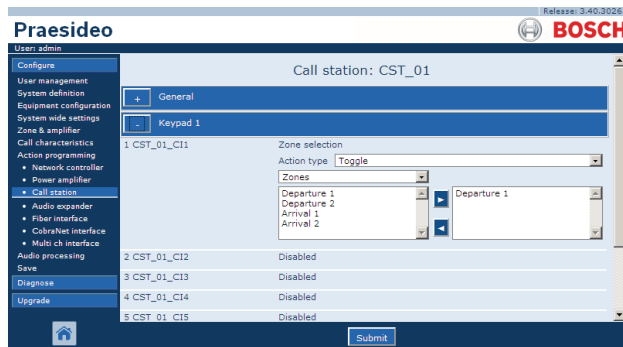 Release: 3.40.3026
Praesideo
BOSCH
User: admin
Configure
User management
System definition
Equipment configuration
System wide settings
Zone & amplifier
Call characteristics
Action programming
• Network controller
• Power amplifier
• Call station
• Audio expander
• Fiber interface
• CobraNet interface
• Multi ch interface
Audio processing
Save
Diagnose
Upgrade
Call station: CST_01
+ General
- Keypad 1
1 CST_01_CI1 Zone selection
Action type Toggle
Zones
Departure 1
Departure 2
Arrival 1
Arrival 2
Departure 1
2 CST_01_CI2 Disabled
3 CST_01_CI3 Disabled
4 CST_01_CI4 Disabled
5 CST_01_CI5 Disabled
Submit